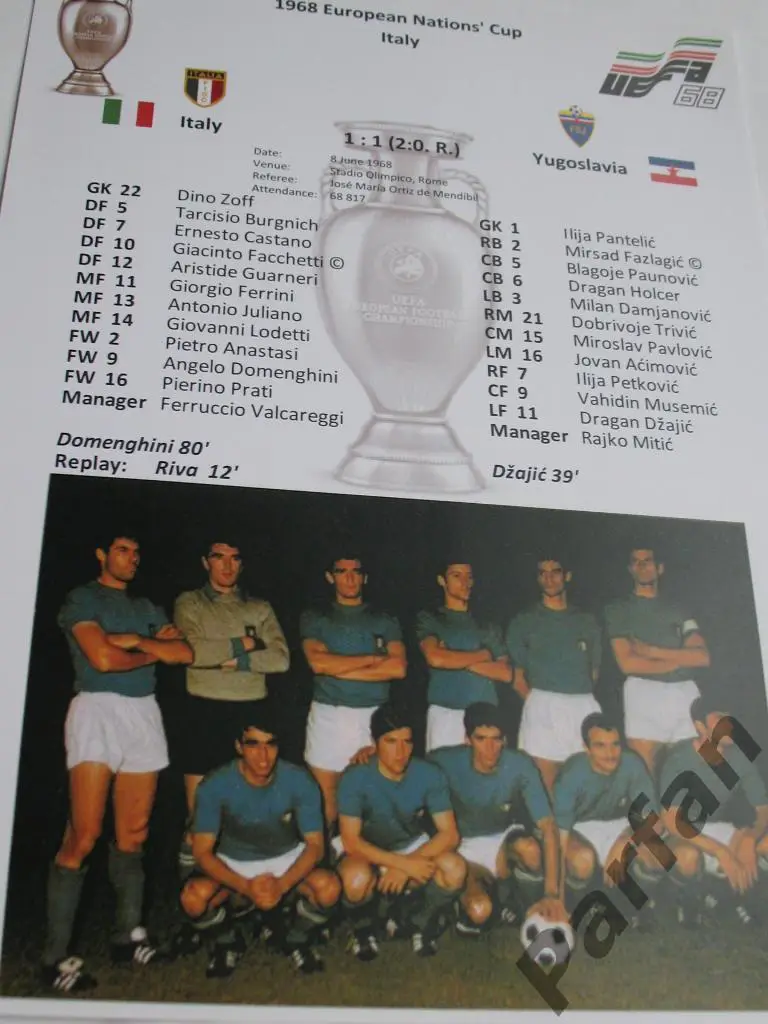 1968 European Nations' Cup
Italy
UEFA 68
ITALIA
FIGC
Italy
FSJ
Yugoslavia
1 : 1 (2:0. R.)
Date: 8 June 1968
Venue: Stadio Olimpico, Rome
Referee: José María Ortiz de Mendíbil
Attendance: 68 817
GK 22 Dino Zoff
DF 5 Tarcisio Burgnich
DF 7 Ernesto Castano
DF 10 Giacinto Facchetti ©
DF 12 Aristide Guarneri
MF 11 Giorgio Ferrini
MF 13 Antonio Juliano
MF 14 Giovanni Lodetti
FW 2 Pietro Anastasi
FW 9 Angelo Domenghini
FW 16 Pierino Prati
Manager Ferruccio Valcareggi
GK 1 Ilija Pantelić
RB 2 Mirsad Fazlagić ©
CB 5 Blagoje Paunović
CB 6 Dragan Holcer
LB 3 Milan Damjanović
RM 21 Dobrivoje Trivić
CM 15 Miroslav Pavlović
LM 16 Jovan Aćimović
RF 7 Ilija Petković
CF 9 Vahidin Musemić
LF 11 Dragan Džajić
Manager Rajko Mitić
UEFA
EUROPEAN FOOTBALL
CHAMPIONSHIP
Domenghini 80'
Replay: Riva 12'
Džajić 39'
Parfan